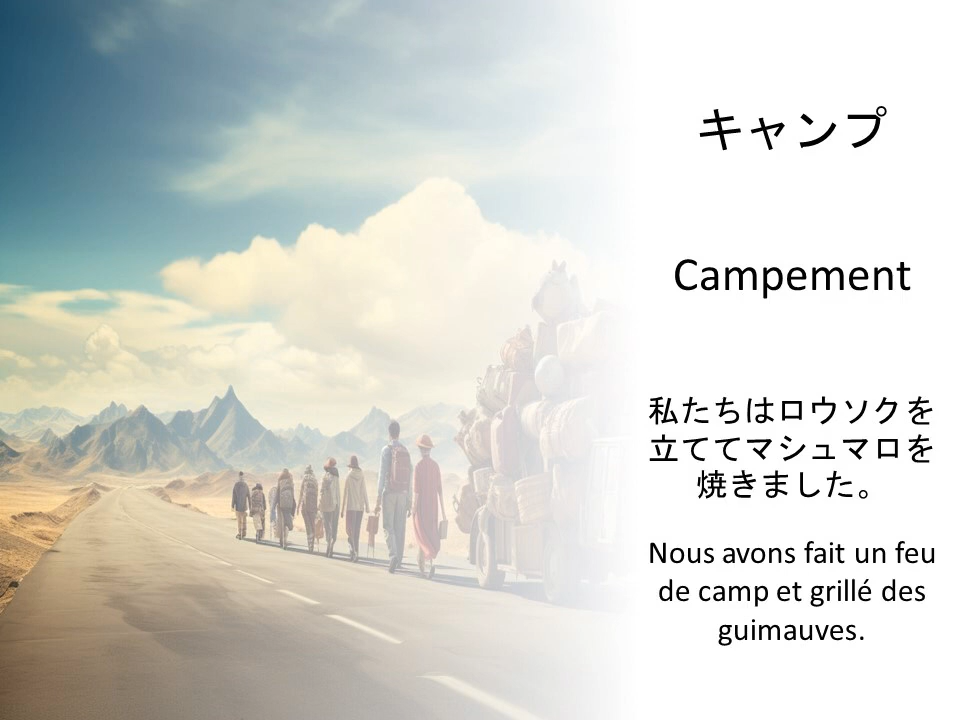 キャンプ
Campement
私たちはロウソクを
立ててマシュマロを
焼きました。
Nous avons fait un feu
de camp et grillé des
guimauves.